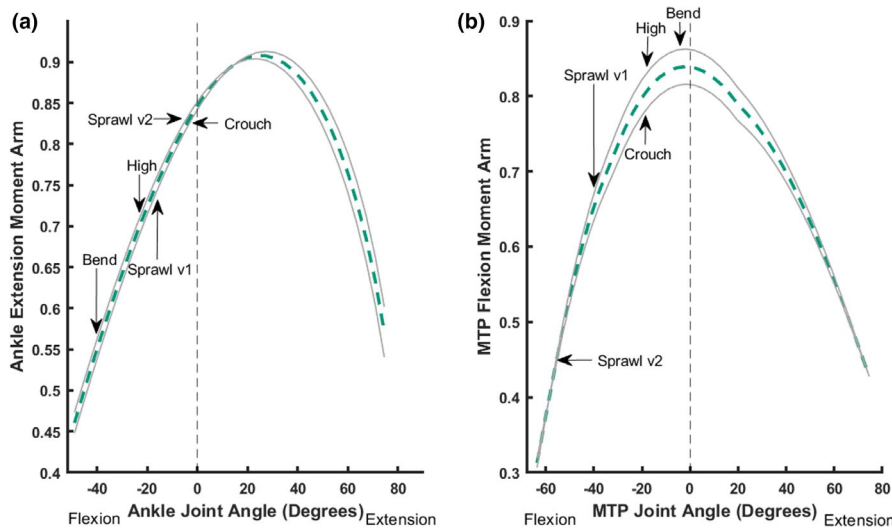 (a)
Ankle Extension Moment Arm
0.9
0.85
0.8
0.75
0.7
0.65
0.6
0.55
0.5
0.45
0.4
Sprawl v2
Crouch
High
Sprawl v1
Bend
-40 -20 0 20 40 60 80
Flexion Ankle Joint Angle (Degrees) Extension
(b)
MTP Flexion Moment Arm
0.9
0.8
0.7
0.6
0.5
0.4
0.3
Bend
High
Sprawl v1
Crouch
Sprawl v2
-60 -40 -20 0 20 40 60 80
Flexion MTP Joint Angle (Degrees) Extension